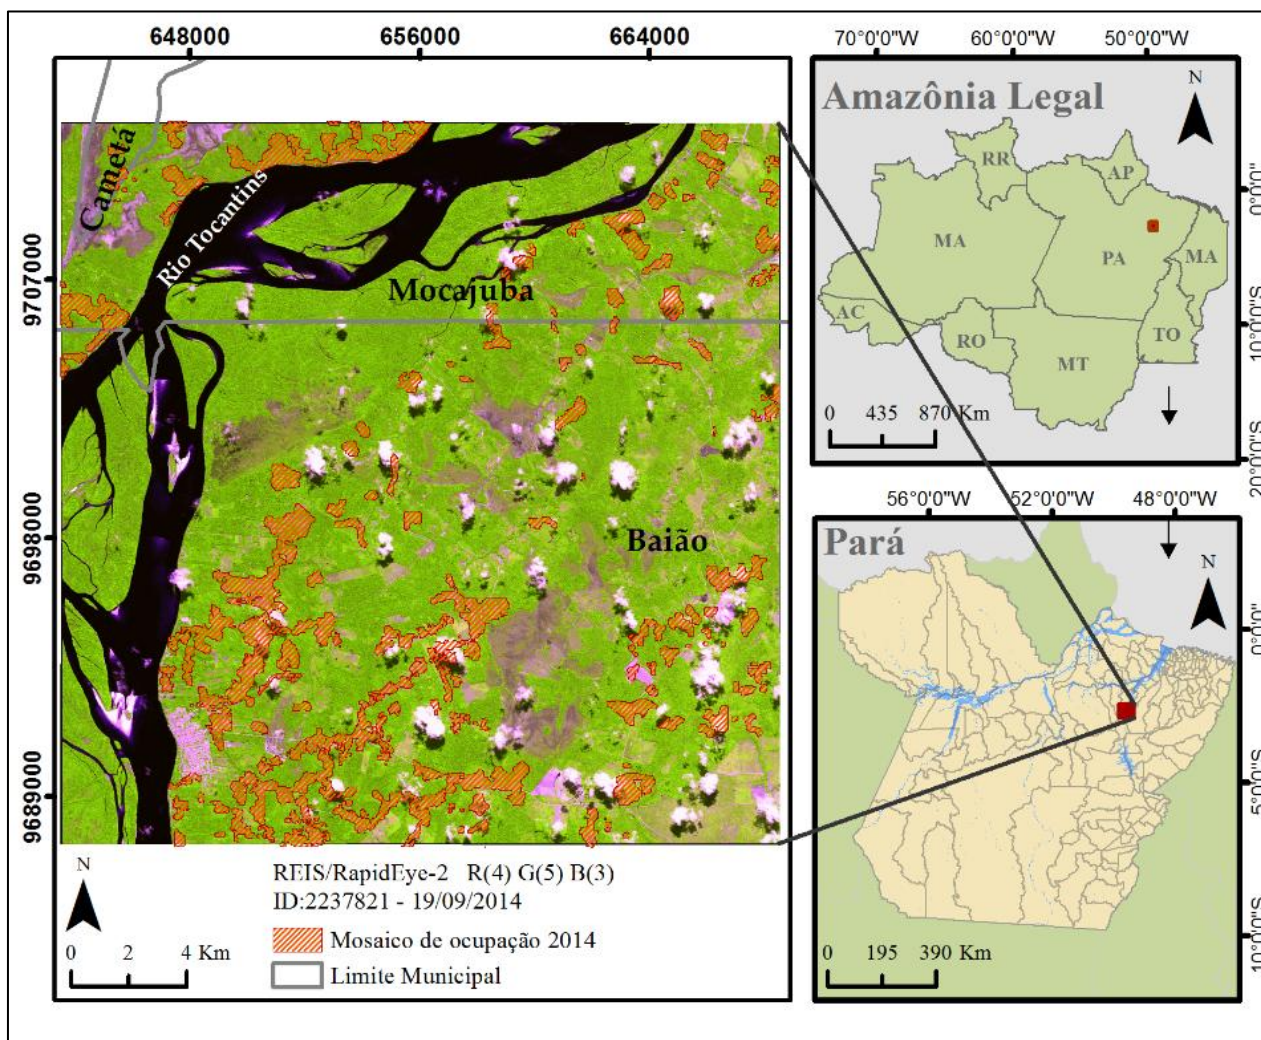 648000 656000 664000
9707000
9698000
9689000
Cametá
Rio Tocantins
Mocajuba
Baião
N
0 2 4 Km
REIS/RapidEye-2 R(4) G(5) B(3)
ID:2237821 - 19/09/2014
Mosaico de ocupação 2014
Limite Municipal
70°0'0"W 60°0'0"W 50°0'0"W
Amazônia Legal
N
RR
AP
MA
PA
MA
AC
RO
MT
TO
0 435 870 Km
0°0'0"
10°0'0"S
20°0'0"S
56°0'0"W 52°0'0"W 48°0'0"W
Pará
N
0°0'0"
5°0'0"S
10°0'0"S
0 195 390 Km